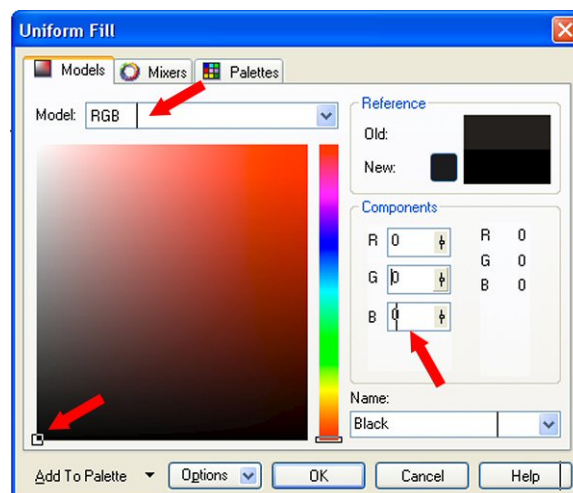 Uniform Fill
Models Mixers Palettes
Model: RGB
Reference
Old:
New:
Components
R 0 R 0
G 0 G 0
B 0 B 0
Name:
Black
Add To Palette Options OK Cancel Help